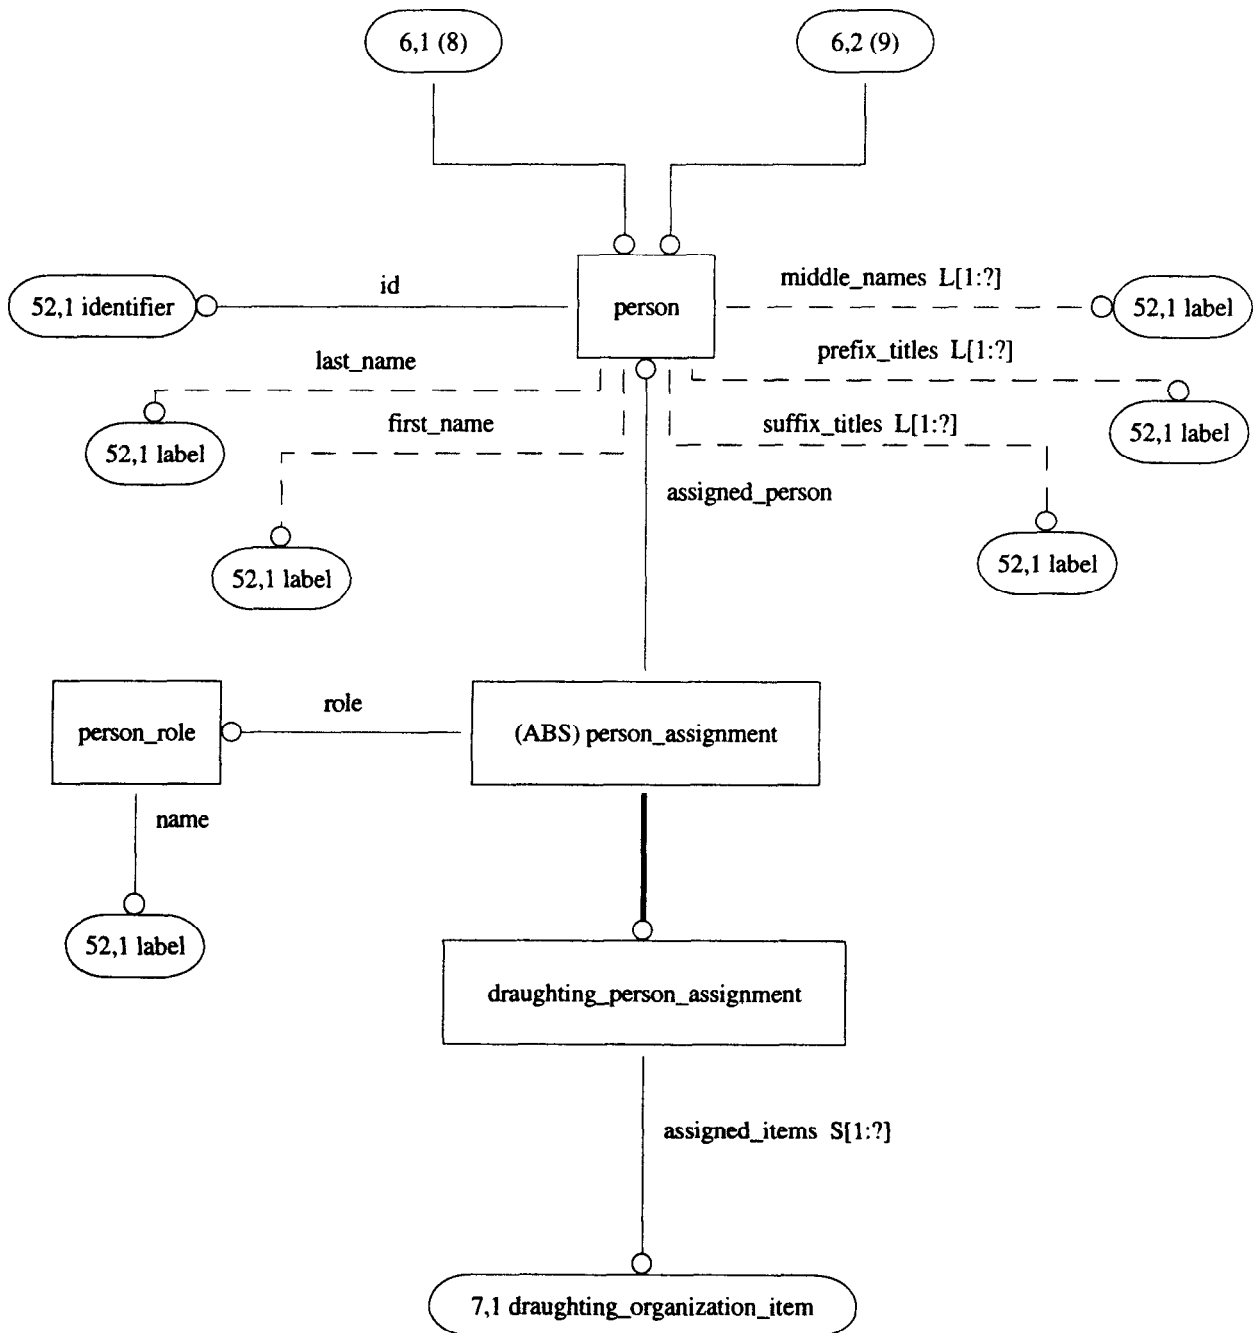 6,1 (8)
6,2 (9)
id
middle_names L[1:?]
52,1 identifier
person
52,1 label
last_name
prefix_titles L[1:?]
first_name
suffix_titles L[1:?]
52,1 label
52,1 label
assigned_person
52,1 label
52,1 label
person_role
role
(ABS) person_assignment
name
52,1 label
draughting_person_assignment
assigned_items S[1:?]
7,1 draughting_organization_item